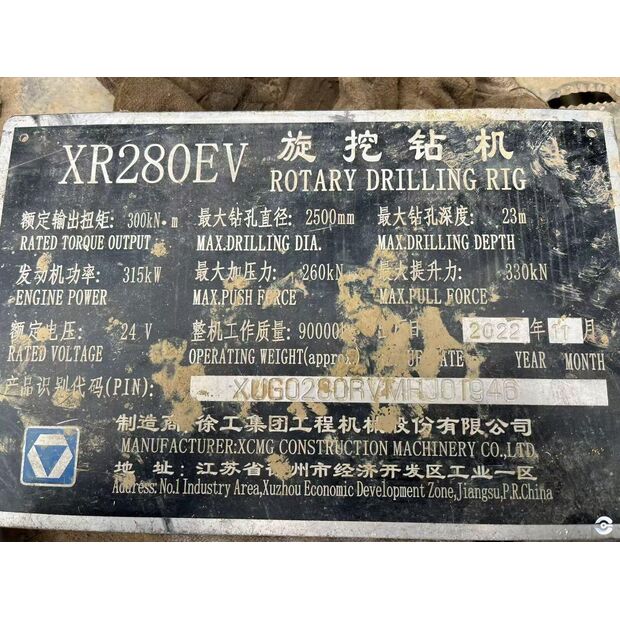 XR280EV 旋挖钻机
ROTARY DRILLING RIG
额定输出扭矩: 300kN·m 最大钻孔直径: 2500mm 最大钻孔深度: 23m
RATED TORQUE OUTPUT MAX.DRILLING DIA. MAX.DRILLING DEPTH
发动机功率: 315kW 最大加压力: 260kN 最大提升力: 330kN
ENGINE POWER MAX.PUSH FORCE MAX.PULL FORCE
额定电压: 24 V 整机工作质量: 90000 2022 年 11 月
RATED VOLTAGE OPERATING WEIGHT(approx.) DATE YEAR MONTH
产品识别代码(PIN):
制造商:徐工集团工程机械股份有限公司
MANUFACTURER:XCMG CONSTRUCTION MACHINERY CO.,LTD.
地 址: 江苏省徐州市经济开发区工业一区
Address: No.1 Industry Area,Xuzhou Economic Development Zone,Jiangsu,P.R.China